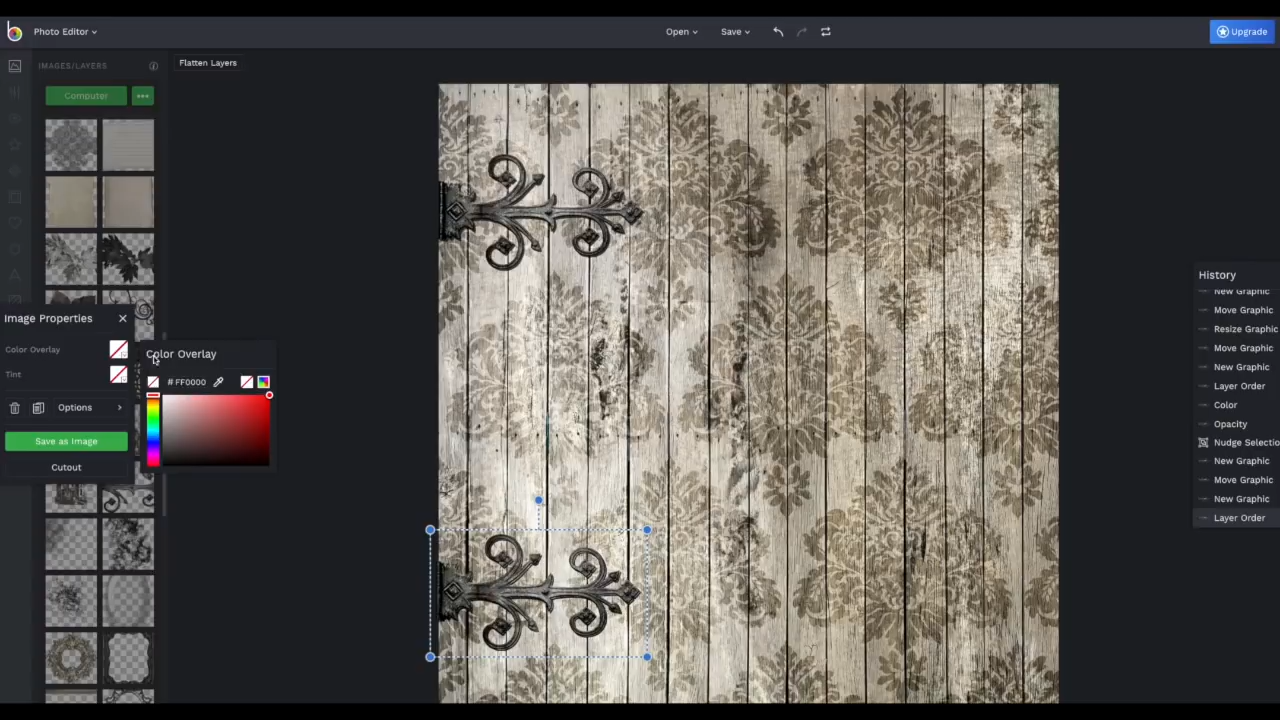 Photo Editor
Open
Save
Upgrade
IMAGES/LAYERS
Flatten Layers
Computer
Image Properties
Color Overlay
Tint
Options
Save as Image
Cutout
Color Overlay
# FF0000
History
New Graphic
Move Graphic
Resize Graphic
Move Graphic
New Graphic
Layer Order
Color
Opacity
Nudge Selectio
New Graphic
Move Graphic
New Graphic
Layer Order